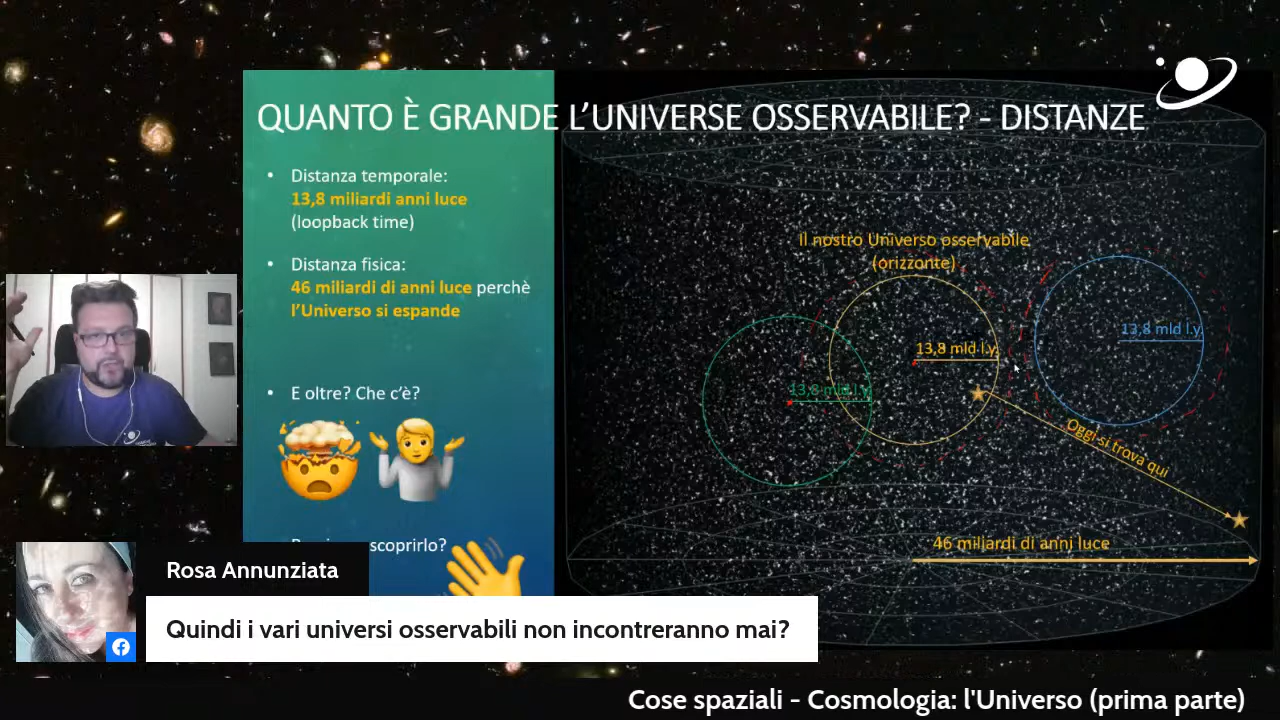 QUANTO È GRANDE L'UNIVERSE OSSERVABILE? - DISTANZE
• Distanza temporale:
13,8 miliardi anni luce
(loopback time)
• Distanza fisica:
46 miliardi di anni luce perchè
l'Universo si espande
• E oltre? Che c'è?
scoprirlo?
Il nostro Universo osservabile
(orizzonte)
13,8 mld l.y.
13,8 mld l.y.
13,8 mld l.y.
Oggi si trova qui
46 miliardi di anni luce
Rosa Annunziata
Quindi i vari universi osservabili non incontreranno mai?
Cose spaziali - Cosmologia: l'Universo (prima parte)